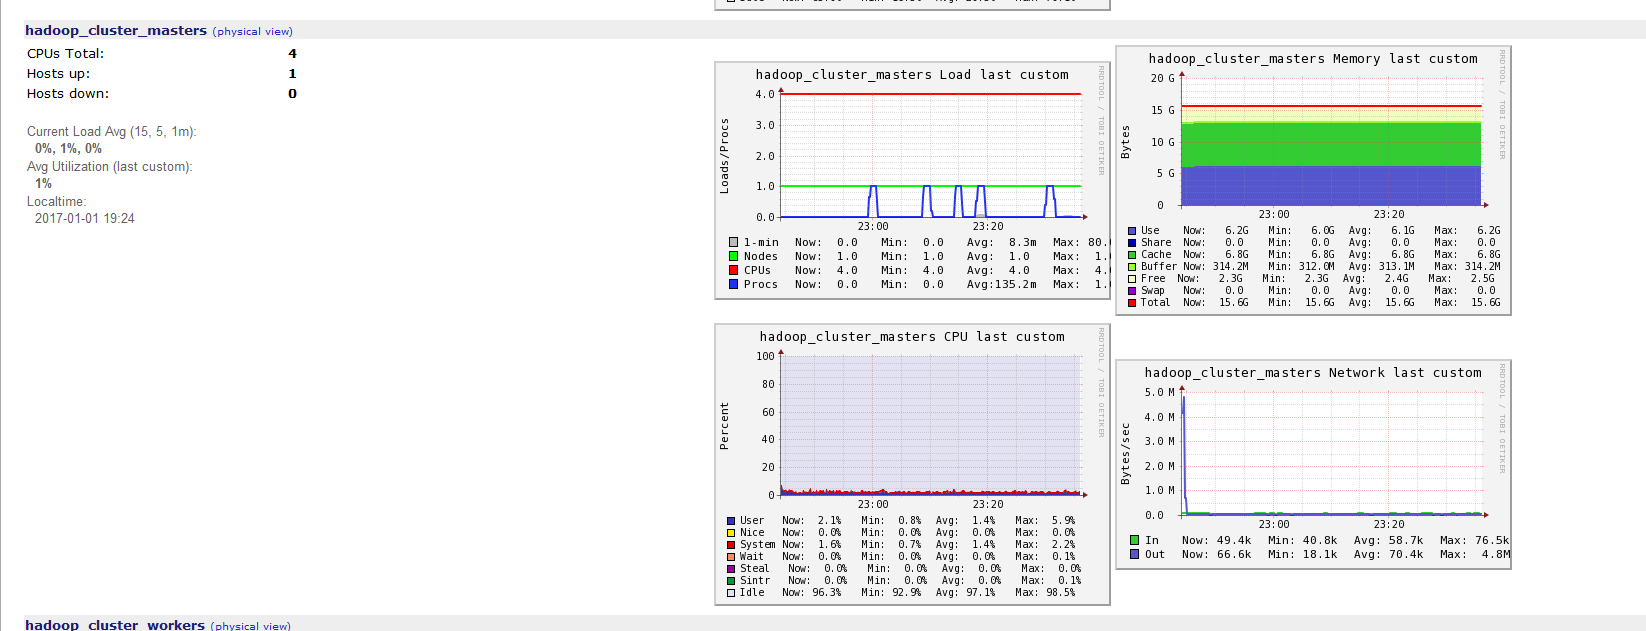 hadoop_cluster_masters (physical view)
CPUs Total: 4
Hosts up: 1
Hosts down: 0
Current Load Avg (15, 5, 1m):
0%, 1%, 0%
Avg Utilization (last custom):
1%
Localtime:
2017-01-01 19:24
hadoop_cluster_masters Load last custom
RRDTOOL / TOBI OETIKER
Loads/Procs
4.0
3.0
2.0
1.0
0.0
23:00 23:20
1-min Now: 0.0 Min: 0.0 Avg: 8.3m Max: 80.
Nodes Now: 1.0 Min: 1.0 Avg: 1.0 Max: 1.
CPUs Now: 4.0 Min: 4.0 Avg: 4.0 Max: 4.
Procs Now: 0.0 Min: 0.0 Avg:135.2m Max: 1.
hadoop_cluster_masters Memory last custom
RRDTOOL / TOBI OETIKER
Bytes
20 G
15 G
10 G
5 G
0
23:00 23:20
Use Now: 6.2G Min: 6.0G Avg: 6.1G Max: 6.2G
Share Now: 0.0 Min: 0.0 Avg: 0.0 Max: 0.0
Cache Now: 6.8G Min: 6.8G Avg: 6.8G Max: 6.8G
Buffer Now: 314.2M Min: 312.0M Avg: 313.1M Max: 314.2M
Free Now: 2.3G Min: 2.3G Avg: 2.4G Max: 2.5G
Swap Now: 0.0 Min: 0.0 Avg: 0.0 Max: 0.0
Total Now: 15.6G Min: 15.6G Avg: 15.6G Max: 15.6G
hadoop_cluster_masters CPU last custom
RRDTOOL / TOBI OETIKER
Percent
100
80
60
40
20
0
23:00 23:20
User Now: 2.1% Min: 0.8% Avg: 1.4% Max: 5.9%
Nice Now: 0.0% Min: 0.0% Avg: 0.0% Max: 0.0%
System Now: 1.6% Min: 0.7% Avg: 1.4% Max: 2.2%
Wait Now: 0.0% Min: 0.0% Avg: 0.0% Max: 0.1%
Steal Now: 0.0% Min: 0.0% Avg: 0.0% Max: 0.0%
Sintr Now: 0.0% Min: 0.0% Avg: 0.0% Max: 0.1%
Idle Now: 96.3% Min: 92.9% Avg: 97.1% Max: 98.5%
hadoop_cluster_masters Network last custom
RRDTOOL / TOBI OETIKER
Bytes/sec
5.0 M
4.0 M
3.0 M
2.0 M
1.0 M
0.0
23:00 23:20
In Now: 49.4k Min: 40.8k Avg: 58.7k Max: 76.5k
Out Now: 66.6k Min: 18.1k Avg: 70.4k Max: 4.8M
hadoop_cluster_workers (physical view)